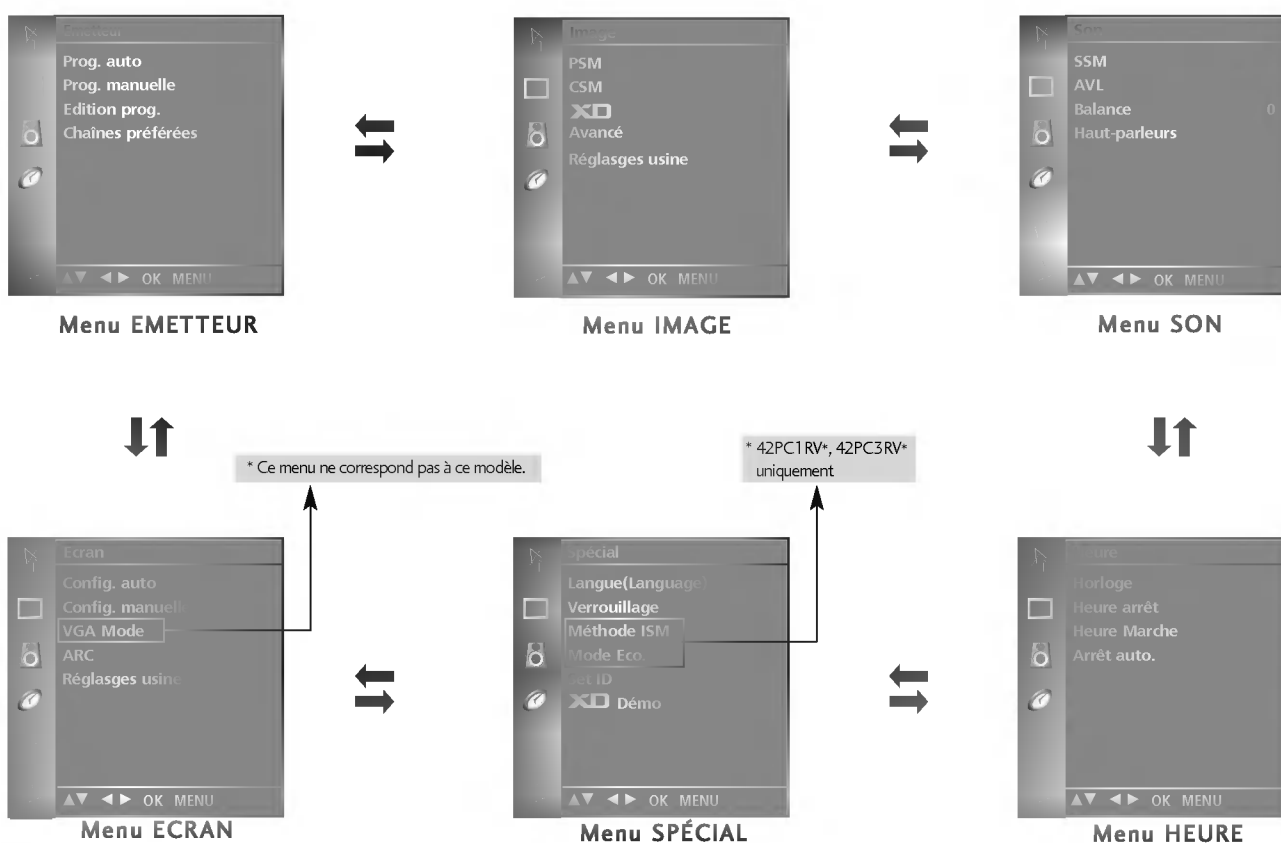 Emetteur
Prog. auto
Prog. manuelle
Edition prog.
Chaînes préférées
▲▼ ◄► OK MENU
Menu EMETTEUR
Image
PSM
CSM
XD
Avancé
Réglasges usine
▲▼ ◄► OK MENU
Menu IMAGE
Son
SSM
AVL
Balance 0
Haut-parleurs
▲▼ ◄► OK MENU
Menu SON
* Ce menu ne correspond pas à ce modèle.
* 42PC1RV*, 42PC3RV*
uniquement
Ecran
Config. auto
Config. manuelle
VGA Mode
ARC
Réglasges usine
▲▼ ◄► OK MENU
Menu ECRAN
Spécial
Langue(Language)
Verrouillage
Méthode ISM
Mode Eco.
Set ID
XD Démo
▲▼ ◄► OK MENU
Menu SPÉCIAL
Heure
Horloge
Heure arrêt
Heure Marche
Arrêt auto.
▲▼ ◄► OK MENU
Menu HEURE